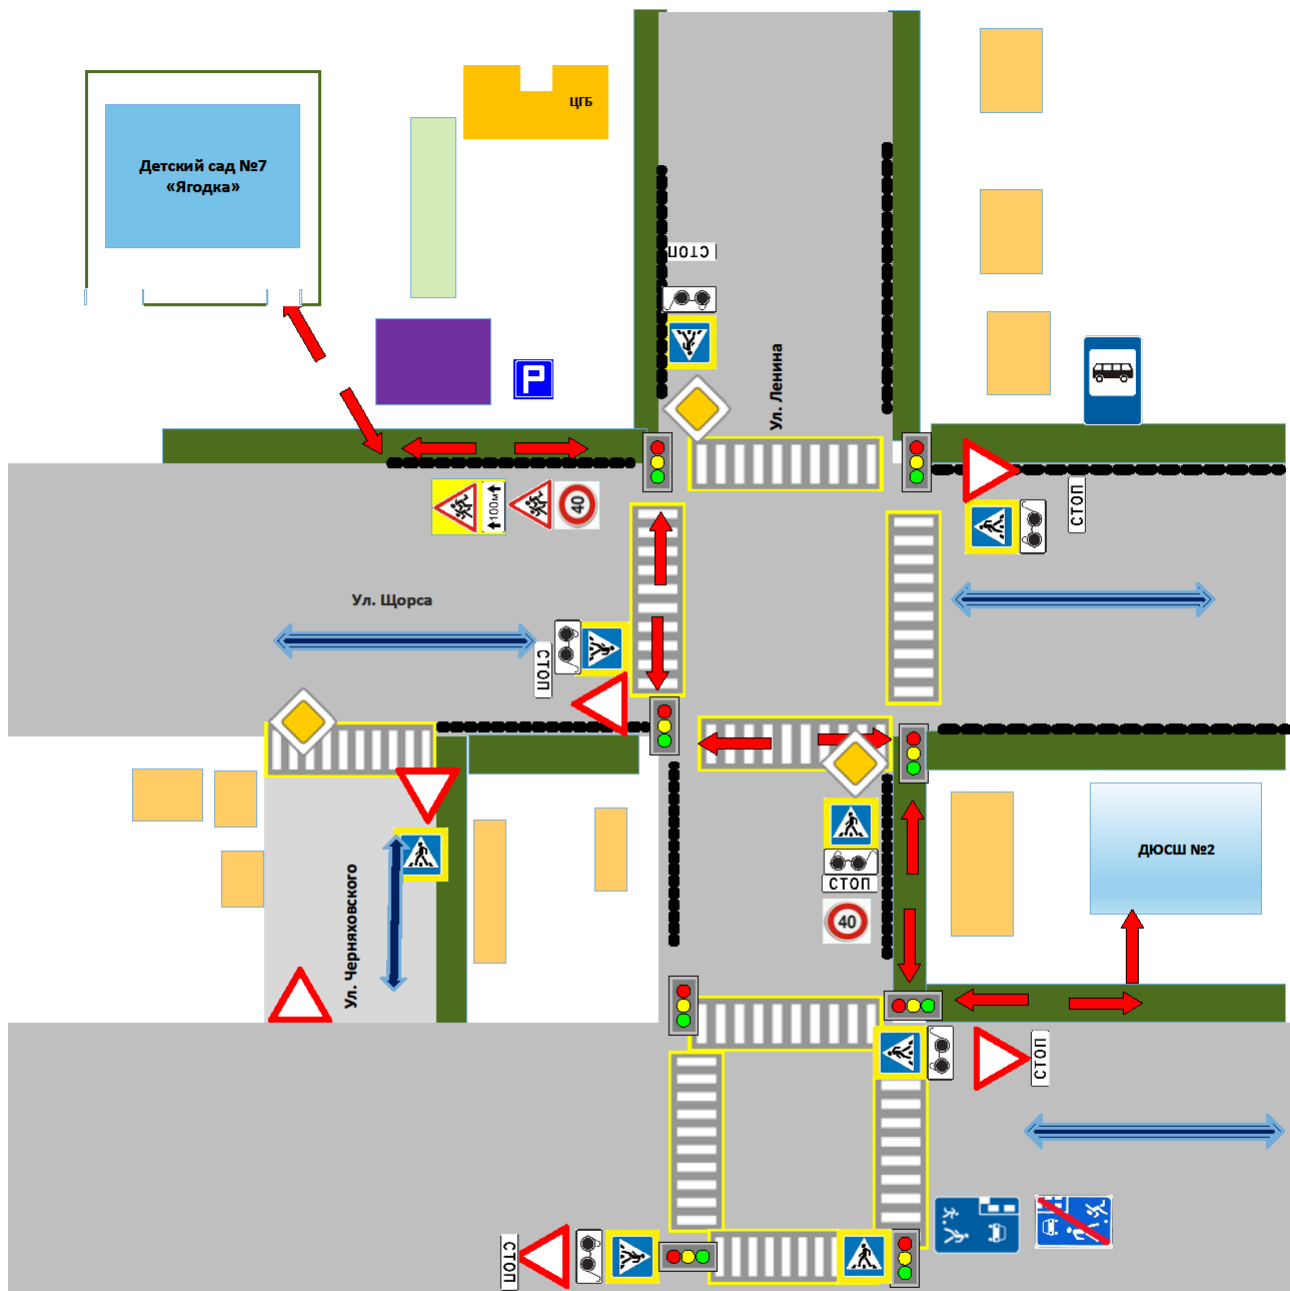 ЦГБ
Детский сад №7
«Ягодка»
СТОП
Ул. Ленина
P
100м
40
СТОП
Ул. Щорса
СТОП
СТОП
40
ДЮСШ №2
Ул. Черняховского
СТОП
СТОП